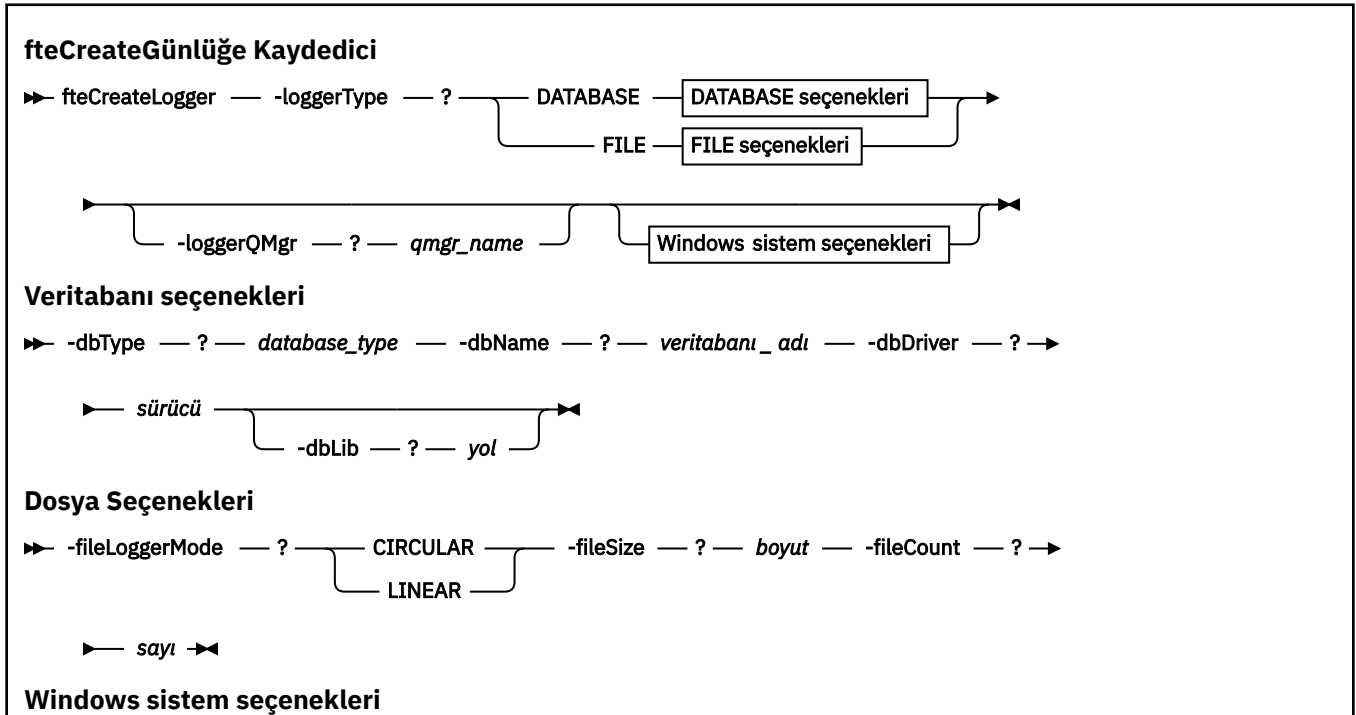 fteCreateGünlüğe Kaydedici
fteCreateLogger -loggerType ? DATABASE DATABASE seçenekleri
FILE FILE seçenekleri
-loggerQMgr ? qmgr_name Windows sistem seçenekleri
Veritabanı seçenekleri
-dbType ? database_type -dbName ? veritabanı _ adı -dbDriver ?
sürücü
-dbLib ? yol
Dosya Seçenekleri
-fileLoggerMode ? CIRCULAR -fileSize ? boyut -fileCount ?
LINEAR
sayı
Windows sistem seçenekleri